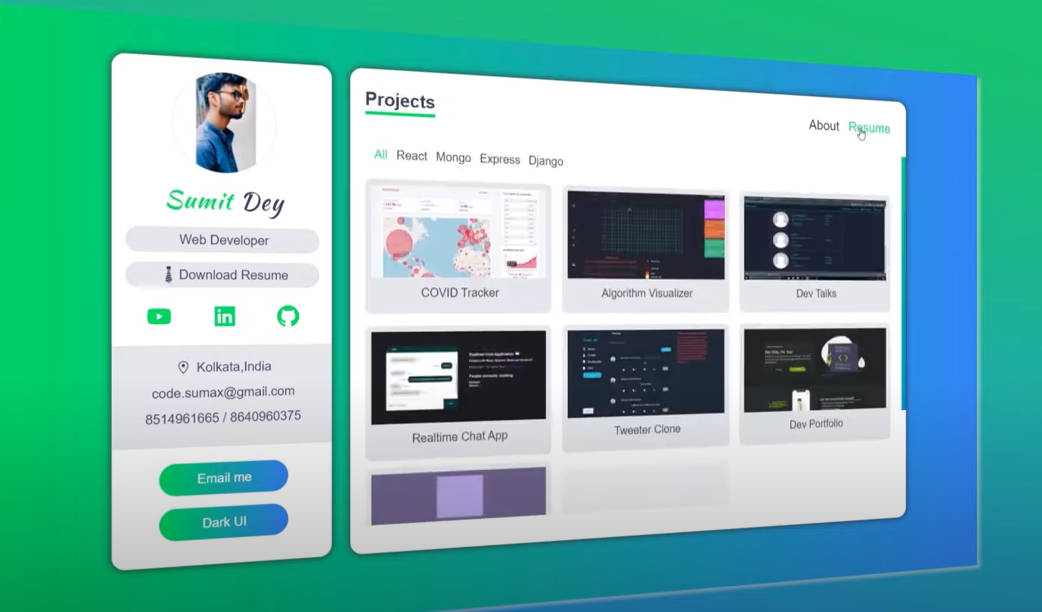 Sumit Dey
Web Developer
Download Resume
Kolkata,India
code.sumax@gmail.com
8514961665 / 8640960375
Email me
Dark UI
Projects
About Resume
All React Mongo Express Django
COVID Tracker
Algorithm Visualizer
Dev Talks
Realtime Chat App
Tweeter Clone
Dev Portfolio